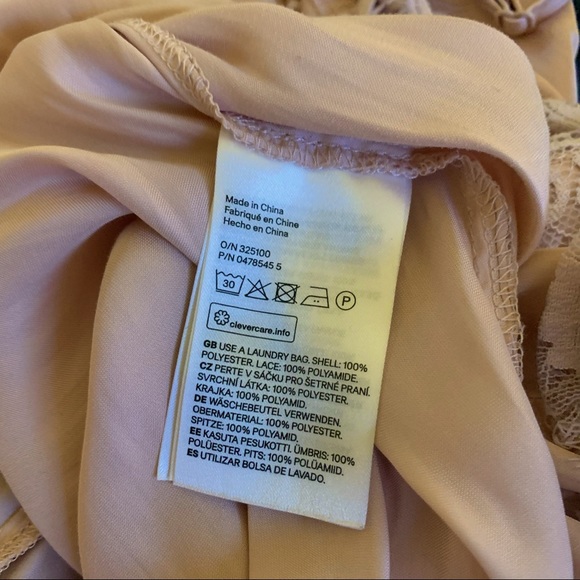 Made in China
Fabriqué en Chine
Hecho en China
O/N 325100
P/N 0478545 5
30 P
clevercare.info
GB USE A LAUNDRY BAG. SHELL: 100%
POLYESTER. LACE: 100% POLYAMIDE.
CZ PERTE V SÁČKU PRO ŠETRNÉ PRANÍ.
SVRCHNÍ LÁTKA: 100% POLYESTER.
KRAJKA: 100% POLYAMID.
DE WÄSCHEBEUTEL VERWENDEN.
OBERMATERIAL: 100% POLYESTER.
SPITZE: 100% POLYAMID.
EE KASUTA PESUKOTTI. ÜMBRIS: 100%
POLÜESTER. PITS: 100% POLÜAMIID.
ES UTILIZAR BOLSA DE LAVADO.